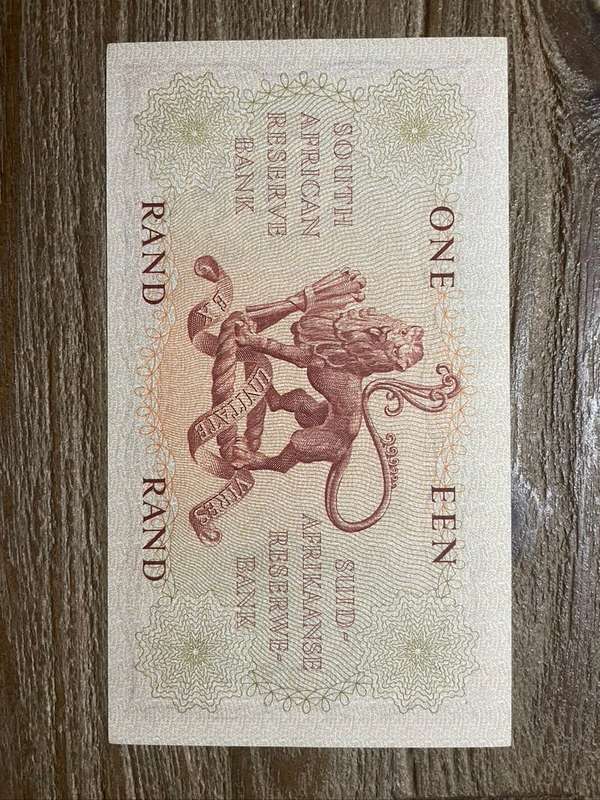 ONE
EEN
SOUTH
AFRICAN
RESERVE
BANK
SUID-
AFRIKAANSE
RESERWE-
BANK
EX UNITATE VIRES
RAND
RAND